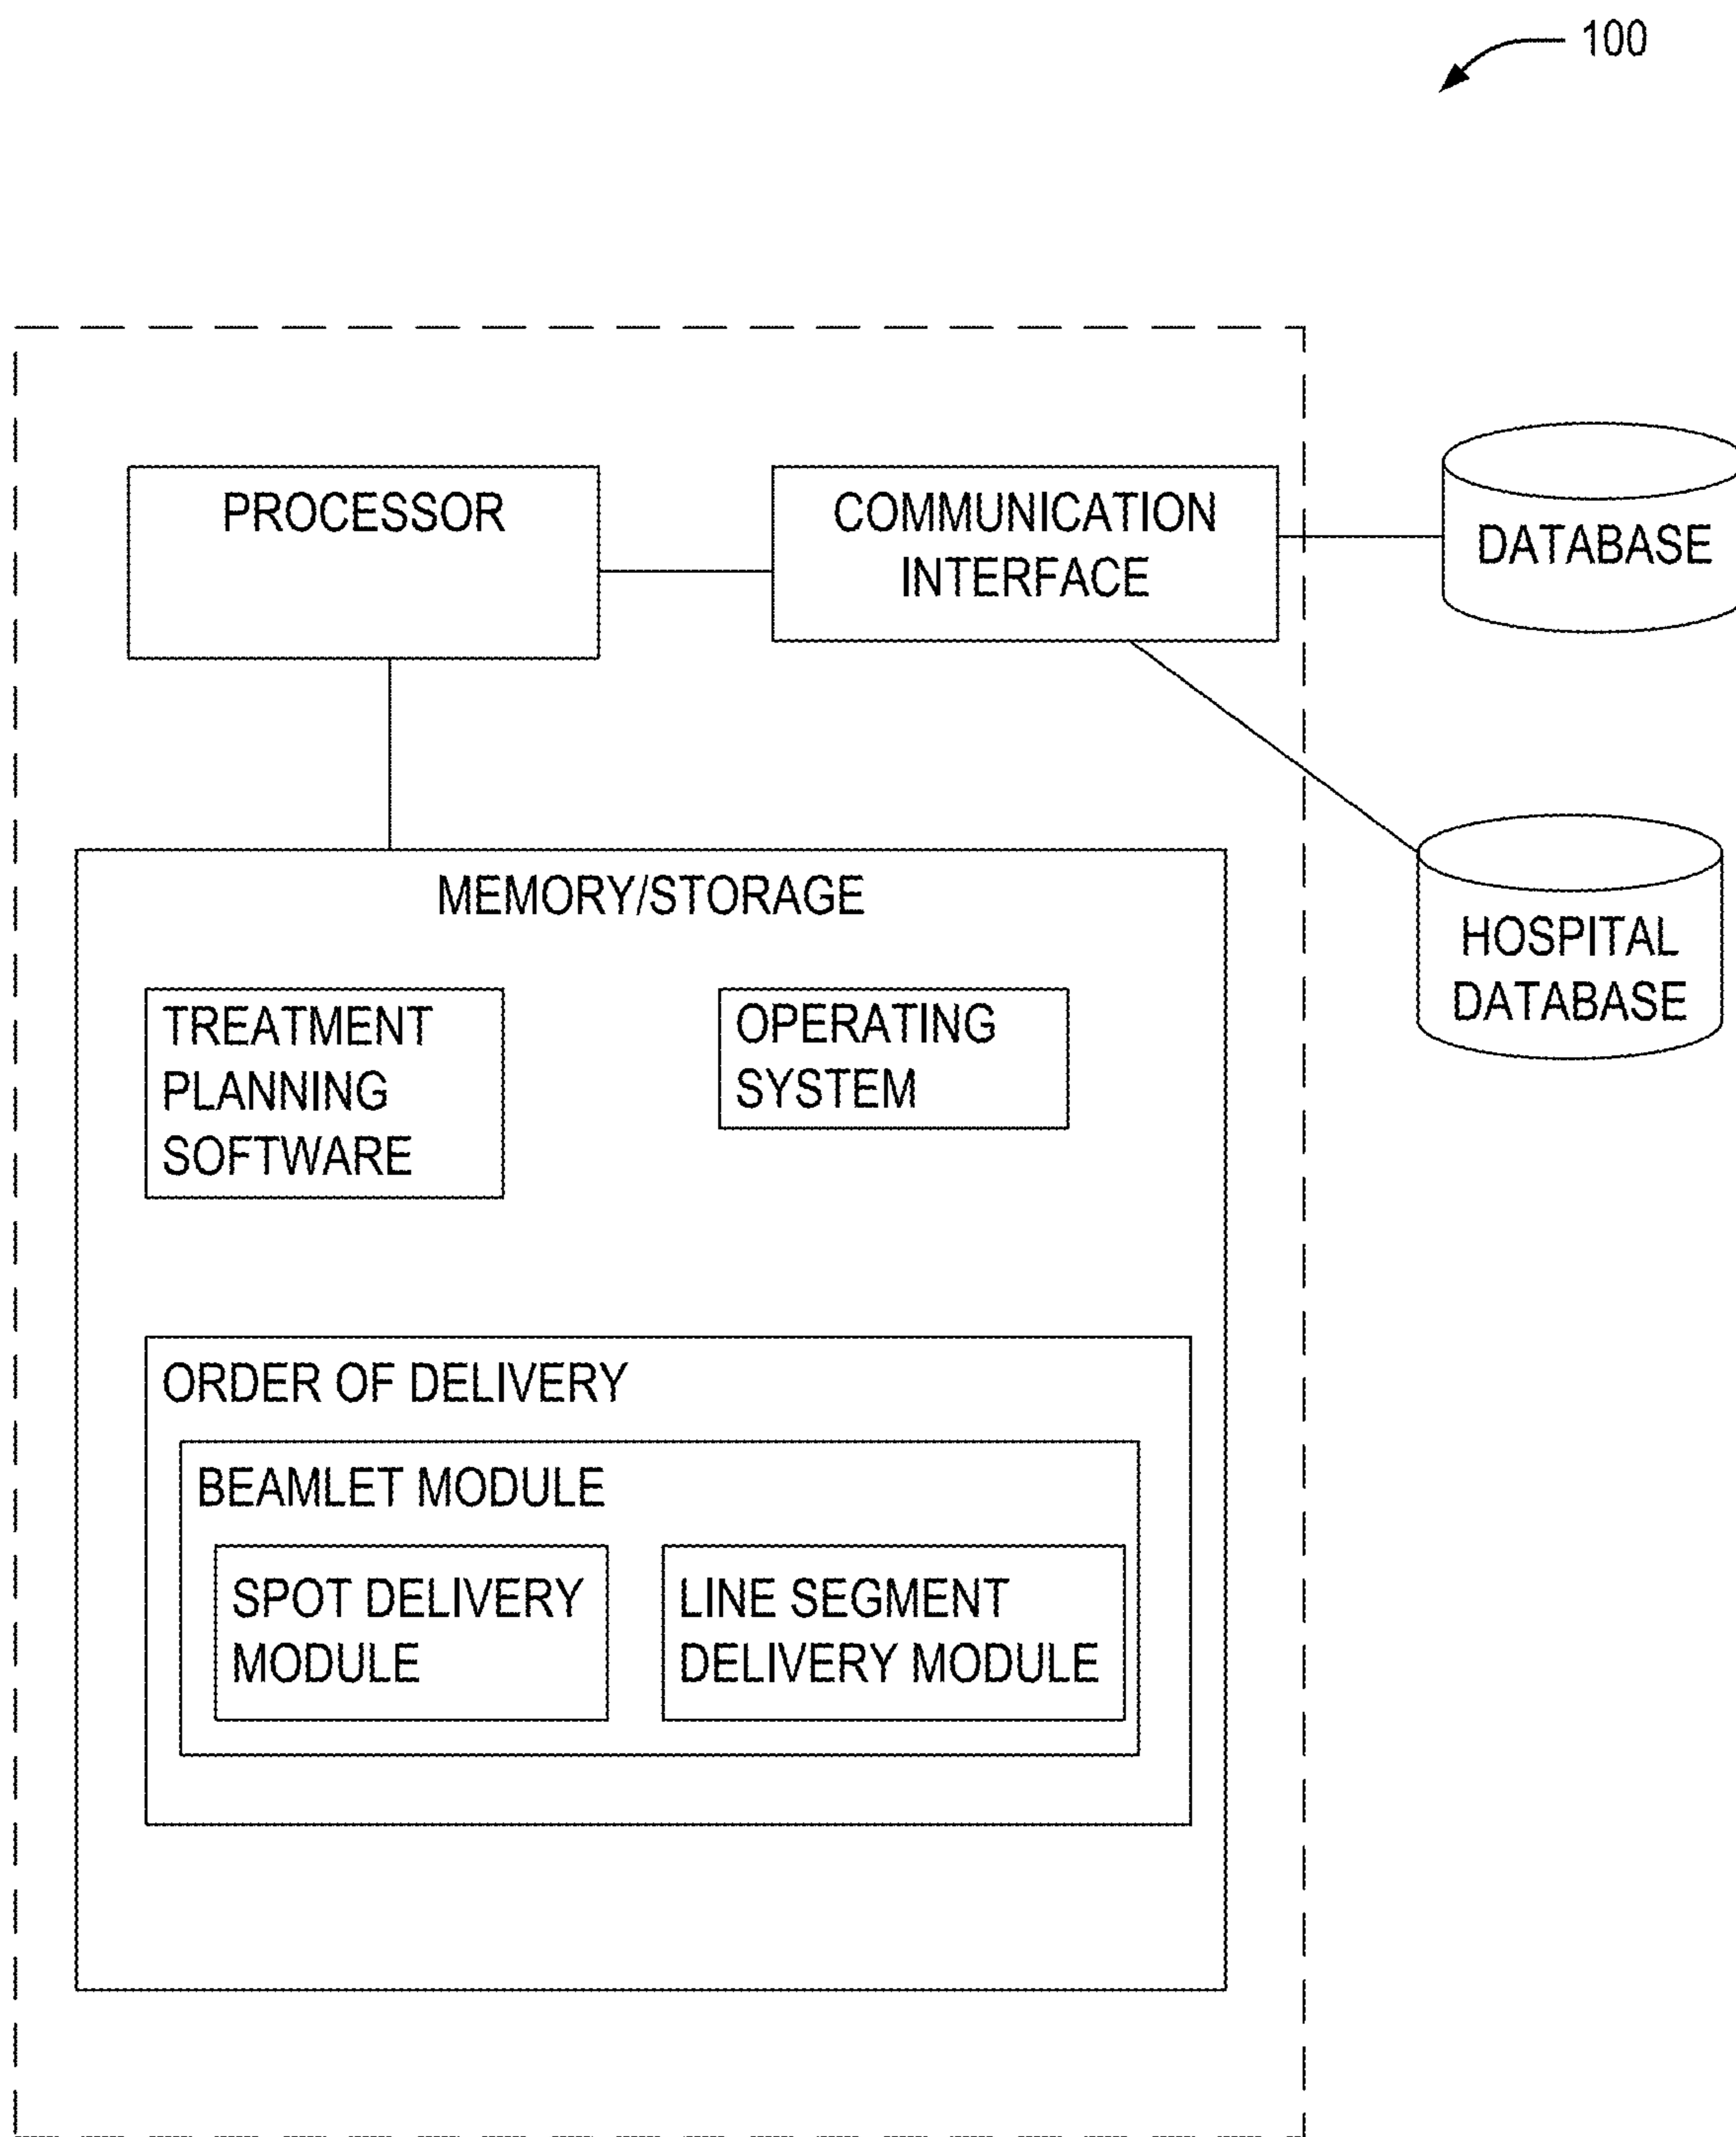 100
PROCESSOR
COMMUNICATION
INTERFACE
DATABASE
HOSPITAL
DATABASE
MEMORY/STORAGE
TREATMENT
PLANNING
SOFTWARE
OPERATING
SYSTEM
ORDER OF DELIVERY
BEAMLET MODULE
SPOT DELIVERY
MODULE
LINE SEGMENT
DELIVERY MODULE